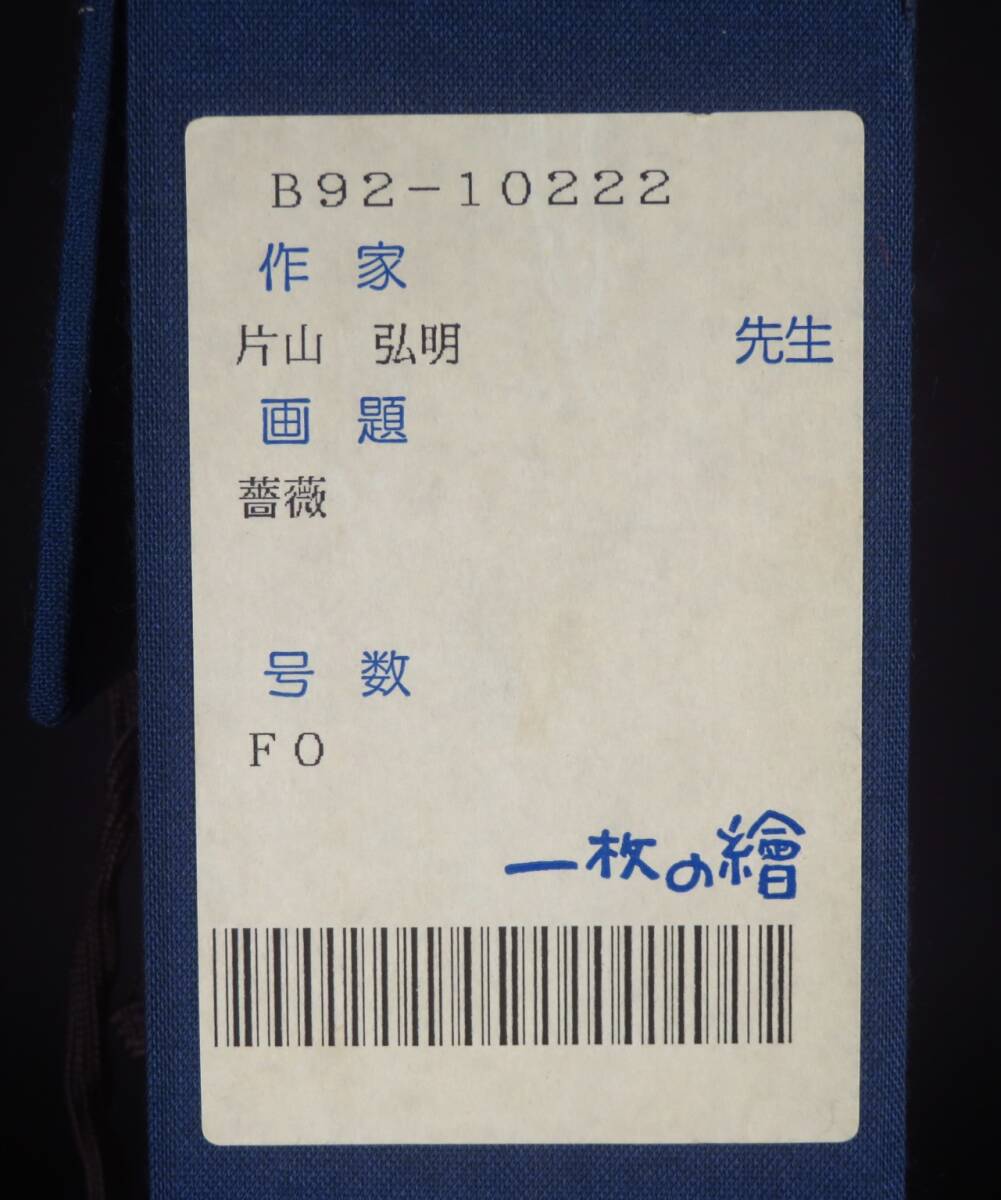 B92-10222
作家
片山 弘明 先生
画題
薔薇
号数
F0
一枚の繪